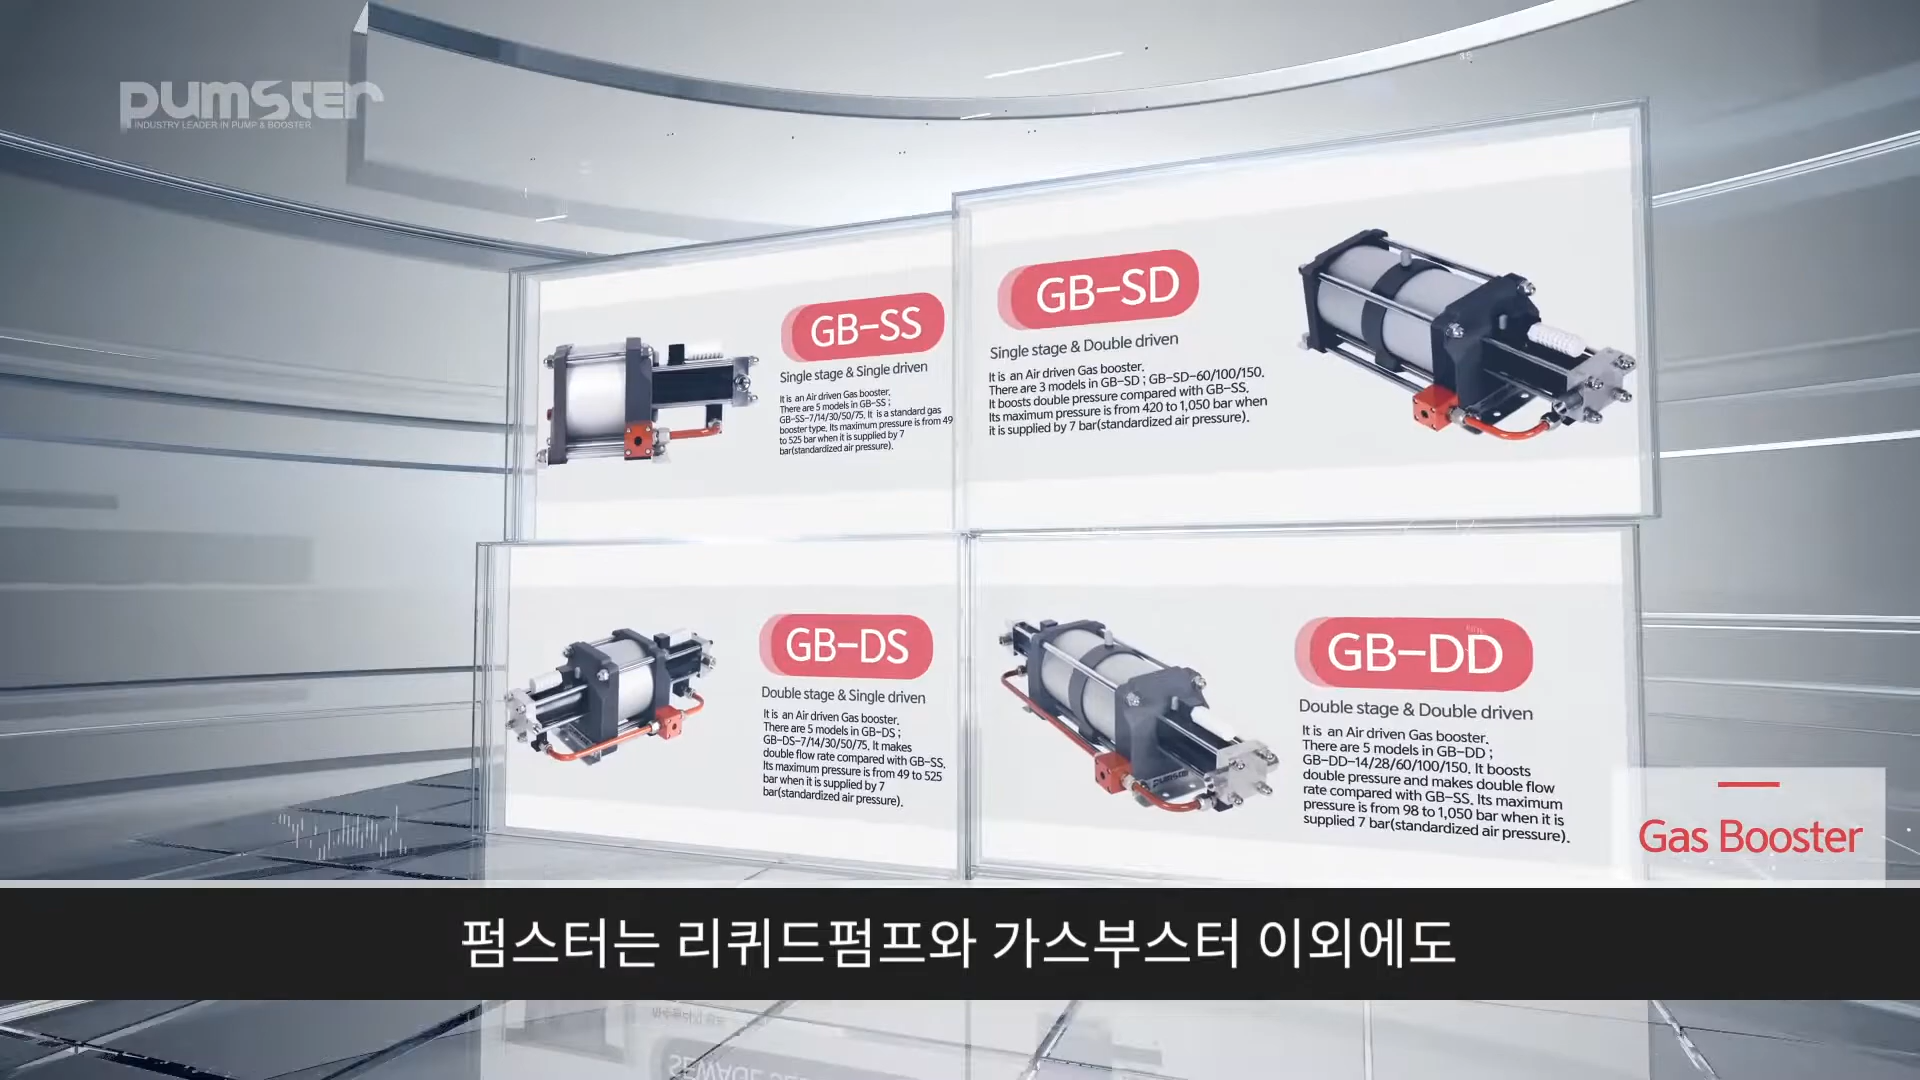 pumster
INDUSTRY LEADER IN PUMP & BOOSTER
GB-SS
Single stage & Single driven
It is an Air driven Gas booster.
There are 5 models in GB-SS ;
GB-SS-7/14/30/50/75. It is a standard gas
booster type. Its maximum pressure is from 49
to 525 bar when it is supplied by 7
bar(standardized air pressure).
GB-SD
Single stage & Double driven
It is an Air driven Gas booster.
There are 3 models in GB-SD ; GB-SD-60/100/150.
It boosts double pressure compared with GB-SS.
Its maximum pressure is from 420 to 1,050 bar when
it is supplied by 7 bar(standardized air pressure).
GB-DS
Double stage & Single driven
It is an Air driven Gas booster.
There are 5 models in GB-DS ;
GB-DS-7/14/30/50/75. It makes
double flow rate compared with GB-SS.
Its maximum pressure is from 49 to 525
bar when it is supplied by 7
bar(standardized air pressure).
GB-DD
Double stage & Double driven
It is an Air driven Gas booster.
There are 5 models in GB-DD ;
GB-DD-14/28/60/100/150. It boosts
double pressure and makes double flow
rate compared with GB-SS. Its maximum
pressure is from 98 to 1,050 bar when it is
supplied 7 bar(standardized air pressure).
PUMSTER
Gas Booster
펌스터는 리퀴드펌프와 가스부스터 이외에도